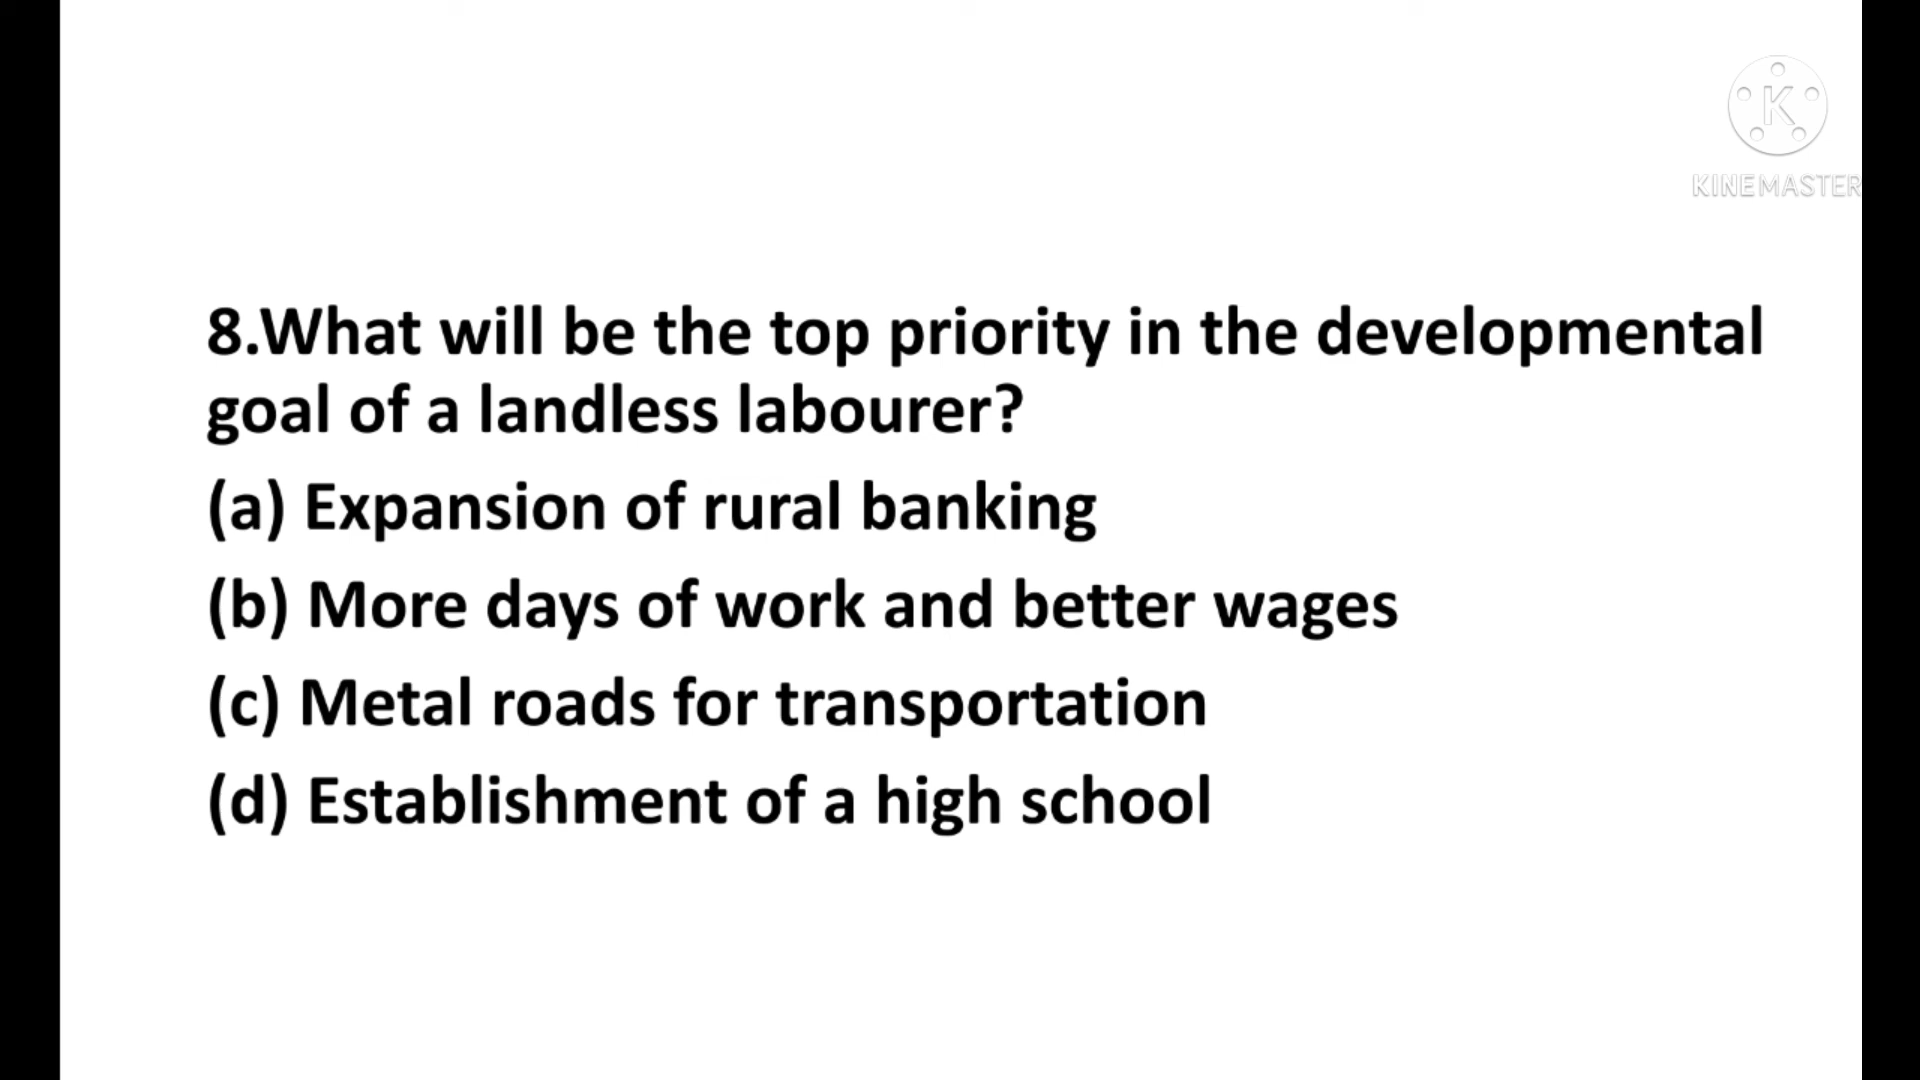 K
KINEMASTER
8.What will be the top priority in the developmental
goal of a landless labourer?
(a) Expansion of rural banking
(b) More days of work and better wages
(c) Metal roads for transportation
(d) Establishment of a high school